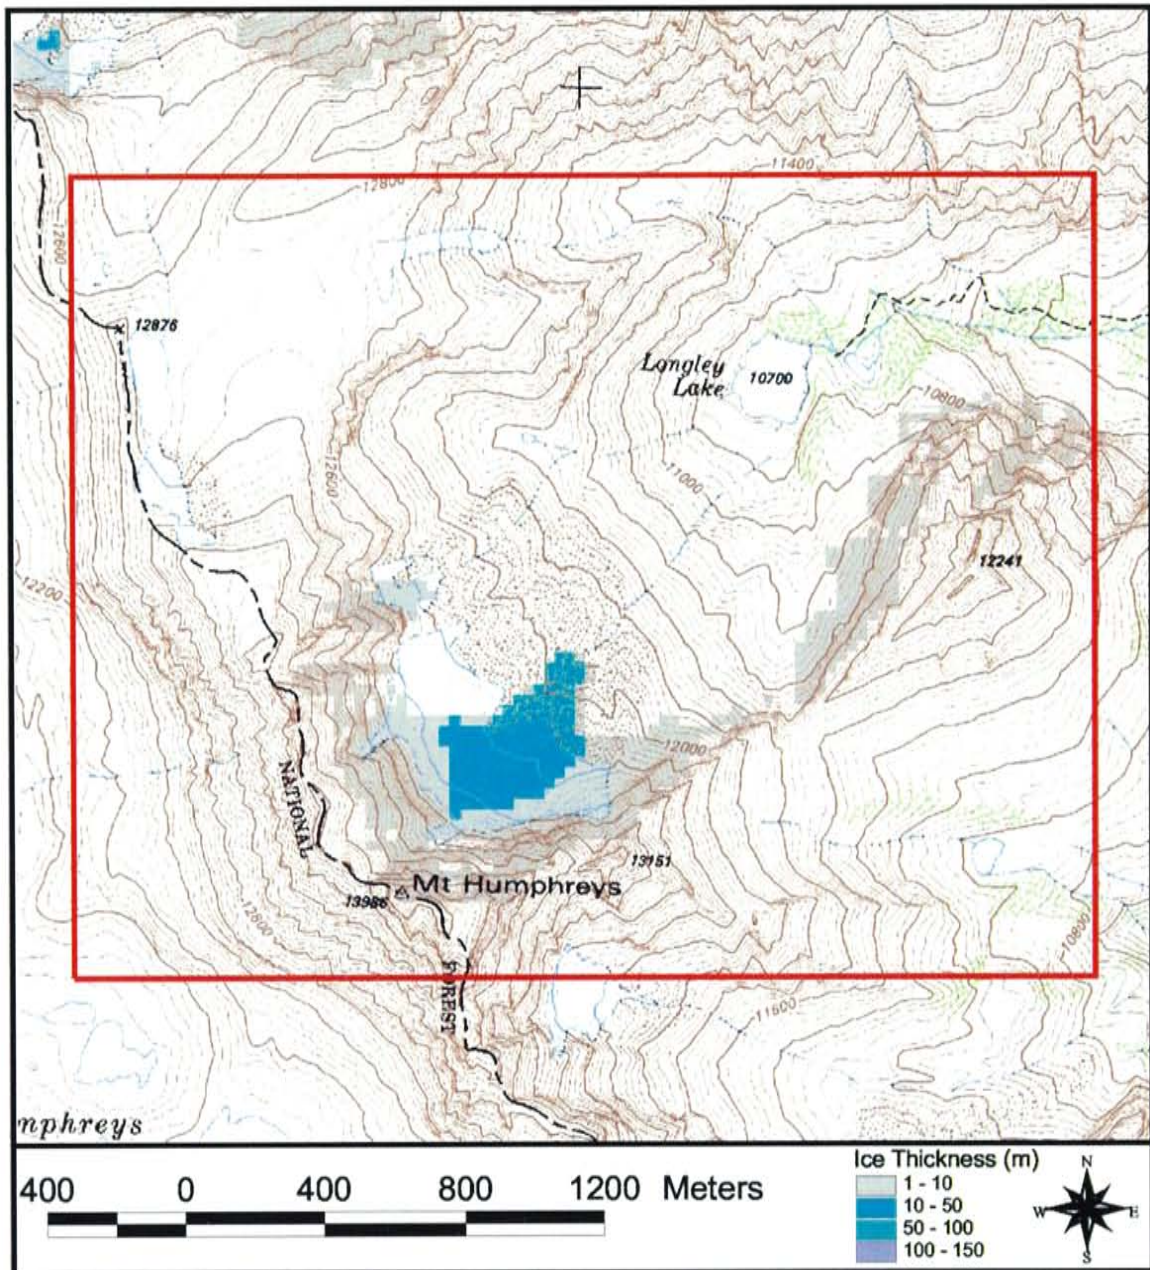 11400
12800
12600
12876
Longley
Lake
10700
10800
12600
11000
12241
12200
12000
NATIONAL
13151
Mt Humphreys
13986
12800
10800
FOREST
11600
nphreys
400 0 400 800 1200 Meters
Ice Thickness (m)
1 - 10
10 - 50
50 - 100
100 - 150
N
W E
S